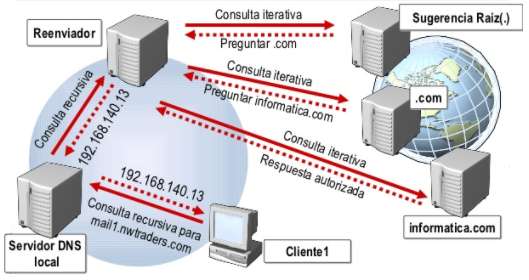 Consulta iterativa
Sugerencia Raiz(.)
Reenviador
Preguntar .com
Consulta iterativa
Preguntar informatica.com
.com
Consulta recursiva
192.168.140.13
Consulta iterativa
Respuesta autorizada
192.168.140.13
Consulta recursiva para
mail1.nwtraders.com
informatica.com
Servidor DNS
local
Cliente1